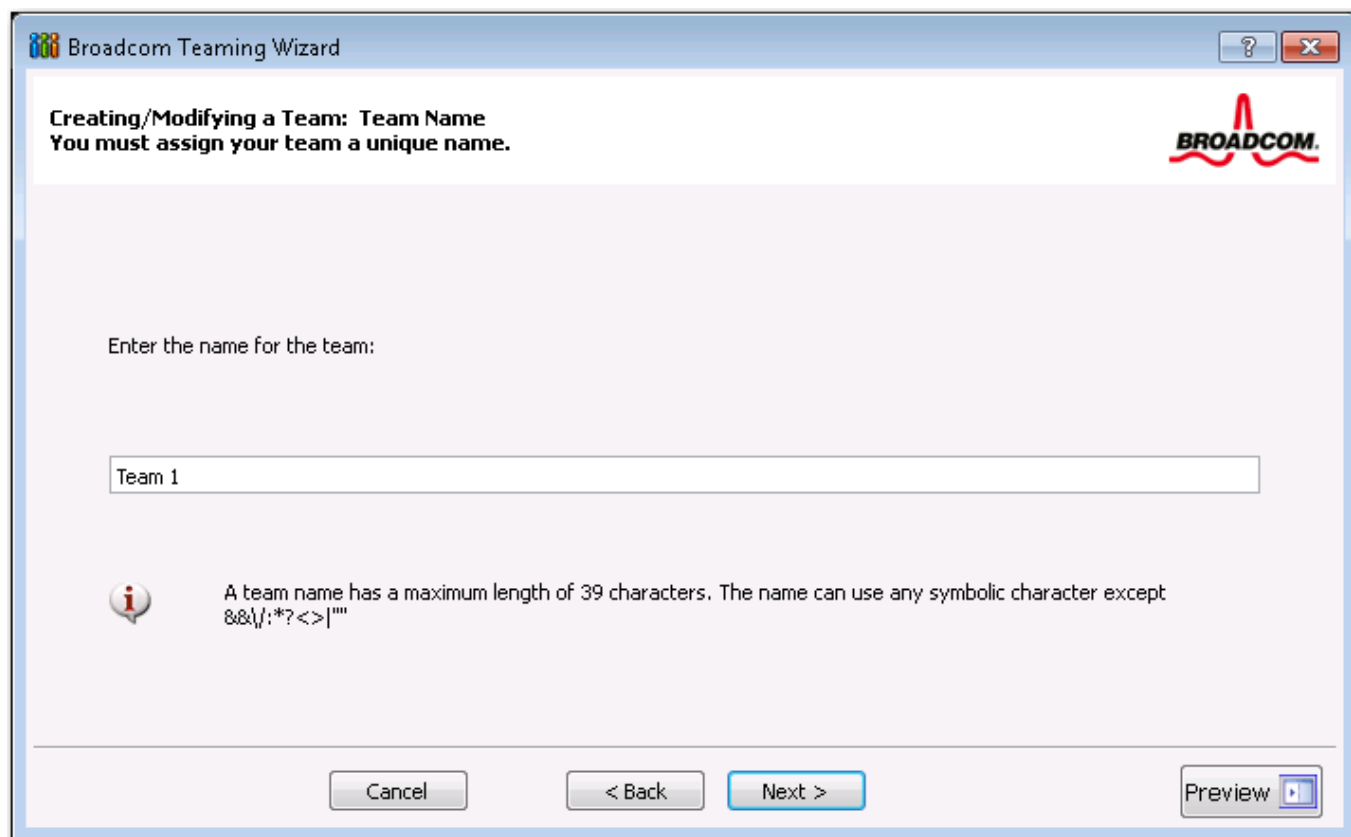 Broadcom Teaming Wizard
Creating/Modifying a Team: Team Name
You must assign your team a unique name.
BROADCOM.
Enter the name for the team:
Team 1
A team name has a maximum length of 39 characters. The name can use any symbolic character except
&&\/:*?<>|""
Cancel
< Back
Next >
Preview